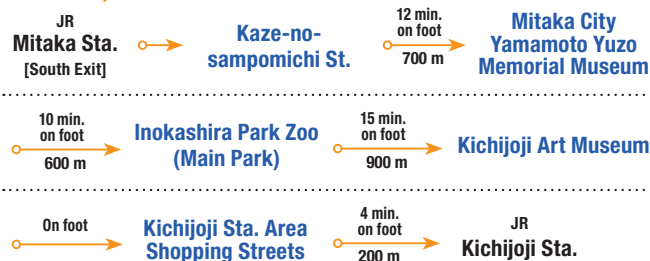 JR
Mitaka Sta.
[South Exit]
Kaze-no-
sampomichi St.
12 min.
on foot
700 m
Mitaka City
Yamamoto Yuzo
Memorial Museum
10 min.
on foot
600 m
Inokashira Park Zoo
(Main Park)
15 min.
on foot
900 m
Kichijoji Art Museum
On foot
Kichijoji Sta. Area
Shopping Streets
4 min.
on foot
200 m
JR
Kichijoji Sta.